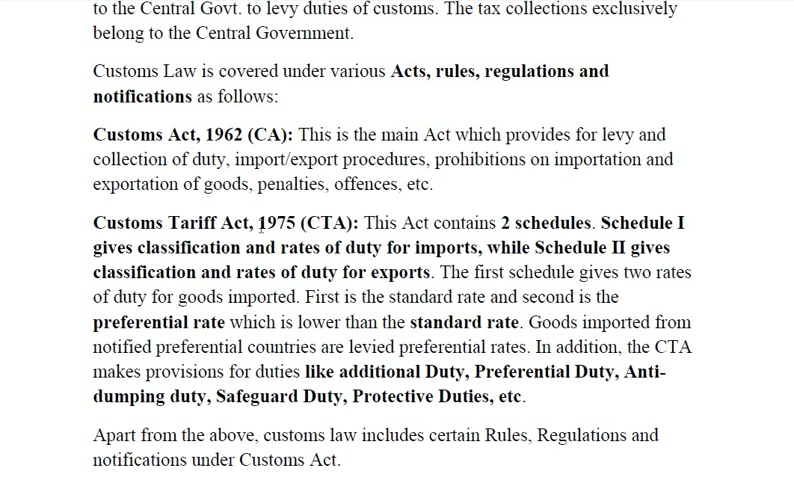 to the Central Govt. to levy duties of customs. The tax collections exclusively
belong to the Central Government.
Customs Law is covered under various Acts, rules, regulations and
notifications as follows:
Customs Act, 1962 (CA): This is the main Act which provides for levy and
collection of duty, import/export procedures, prohibitions on importation and
exportation of goods, penalties, offences, etc.
Customs Tariff Act, 1975 (CTA): This Act contains 2 schedules. Schedule I
gives classification and rates of duty for imports, while Schedule II gives
classification and rates of duty for exports. The first schedule gives two rates
of duty for goods imported. First is the standard rate and second is the
preferential rate which is lower than the standard rate. Goods imported from
notified preferential countries are levied preferential rates. In addition, the CTA
makes provisions for duties like additional Duty, Preferential Duty, Anti-
dumping duty, Safeguard Duty, Protective Duties, etc.
Apart from the above, customs law includes certain Rules, Regulations and
notifications under Customs Act.